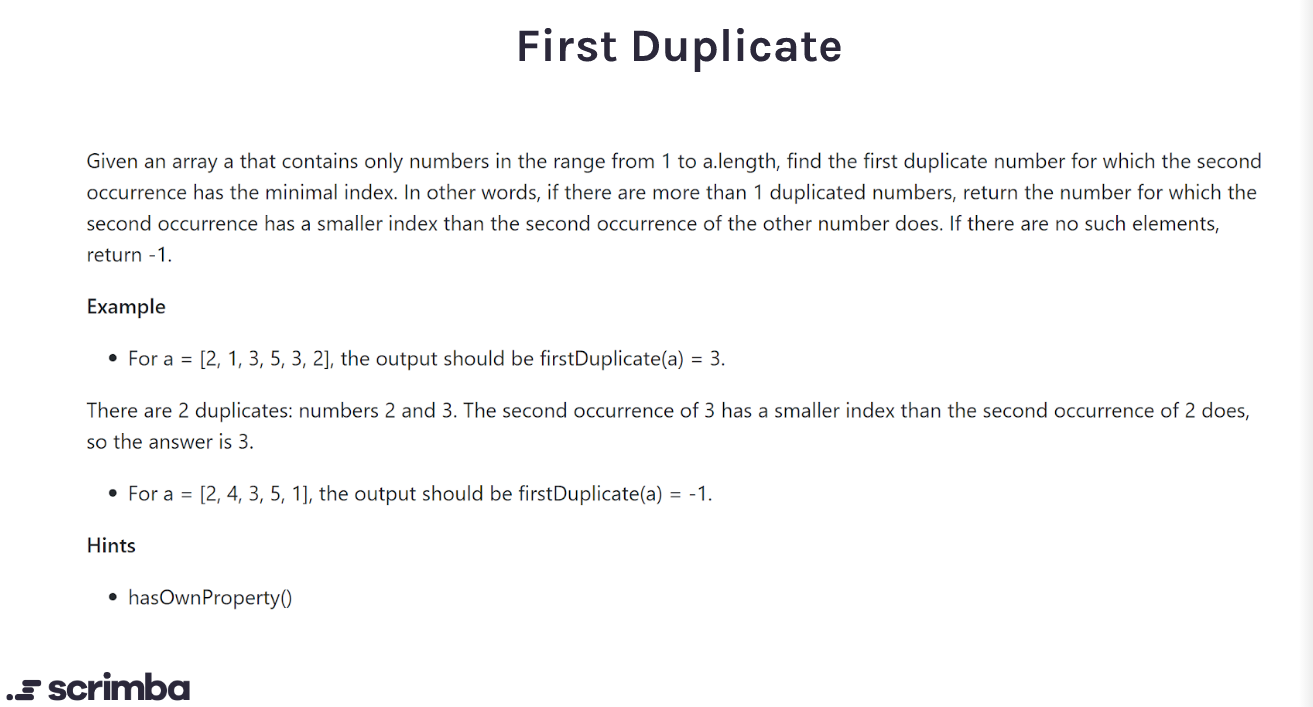 First Duplicate
Given an array a that contains only numbers in the range from 1 to a.length, find the first duplicate number for which the second
occurrence has the minimal index. In other words, if there are more than 1 duplicated numbers, return the number for which the
second occurrence has a smaller index than the second occurrence of the other number does. If there are no such elements,
return -1.
Example
• For a = [2, 1, 3, 5, 3, 2], the output should be firstDuplicate(a) = 3.
There are 2 duplicates: numbers 2 and 3. The second occurrence of 3 has a smaller index than the second occurrence of 2 does,
so the answer is 3.
• For a = [2, 4, 3, 5, 1], the output should be firstDuplicate(a) = -1.
Hints
• hasOwnProperty()
scrimba